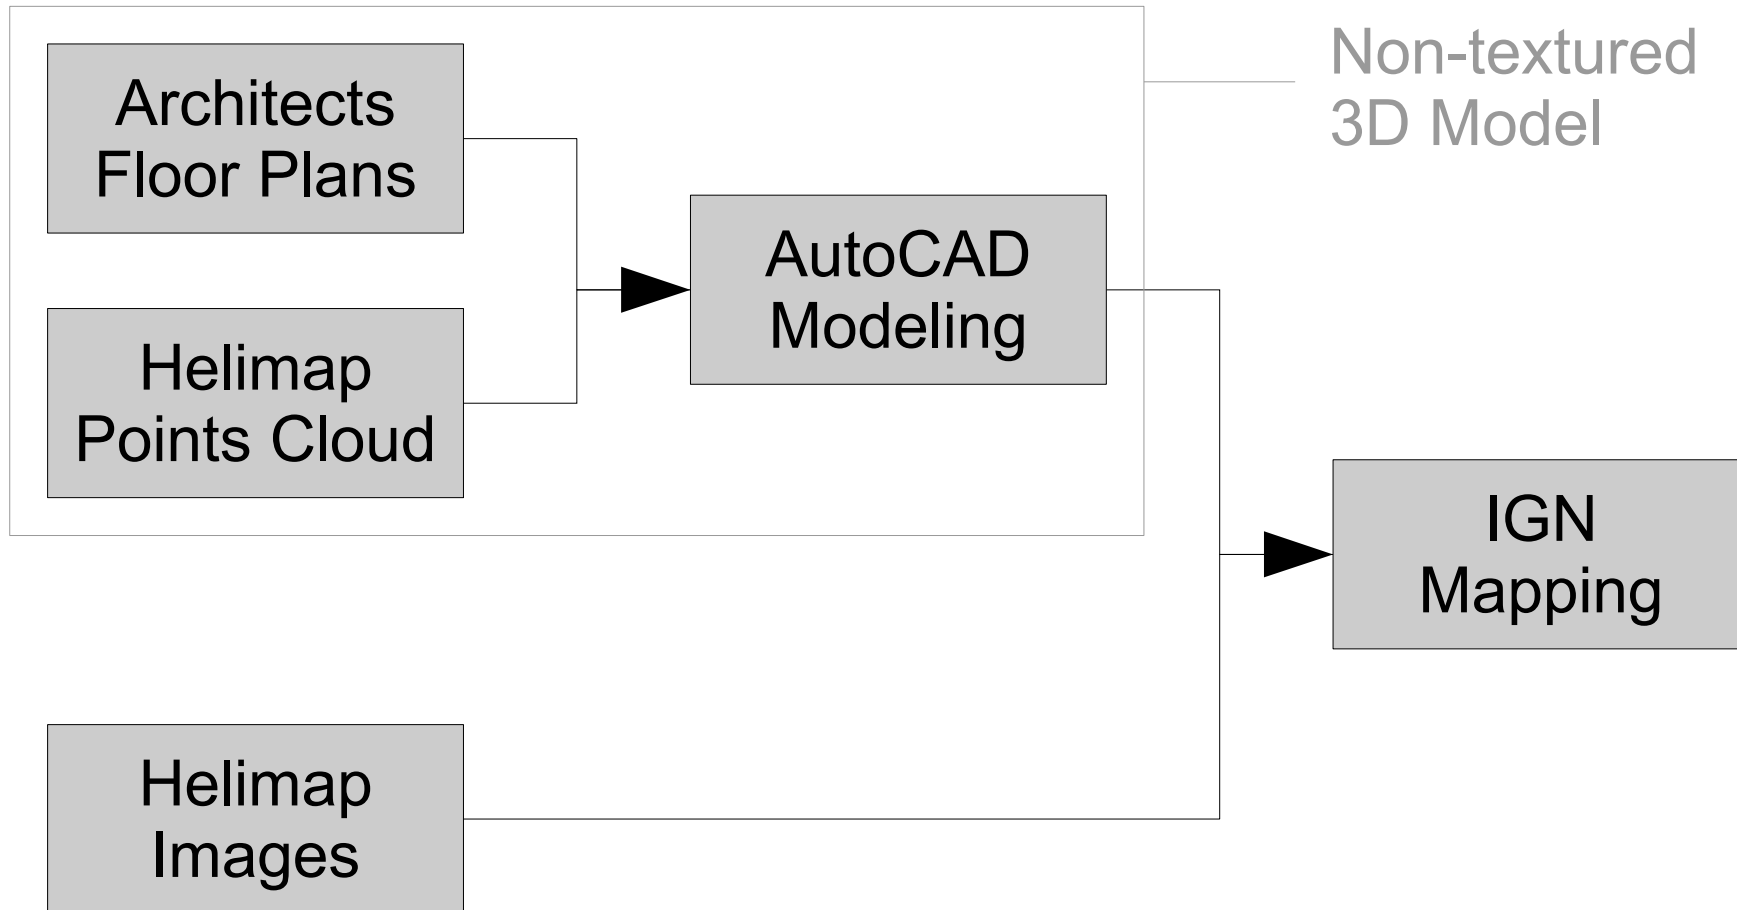 Architects
Floor Plans
Helimap
Points Cloud
AutoCAD
Modeling
Non-textured
3D Model
IGN
Mapping
Helimap
Images